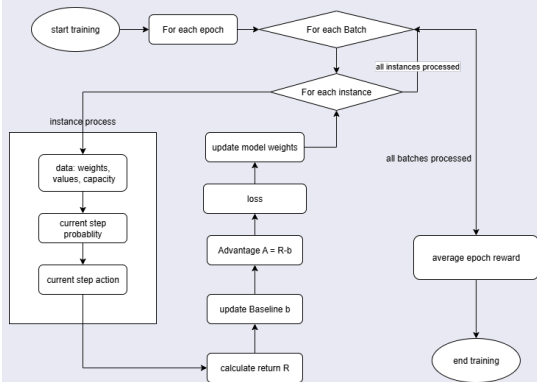 start training
For each epoch
For each Batch
all instances processed
For each instance
instance process
data: weights,
values, capacity
current step
probablity
current step action
update model weights
loss
Advantage A = R-b
update Baseline b
calculate return R
all batches processed
average epoch reward
end training